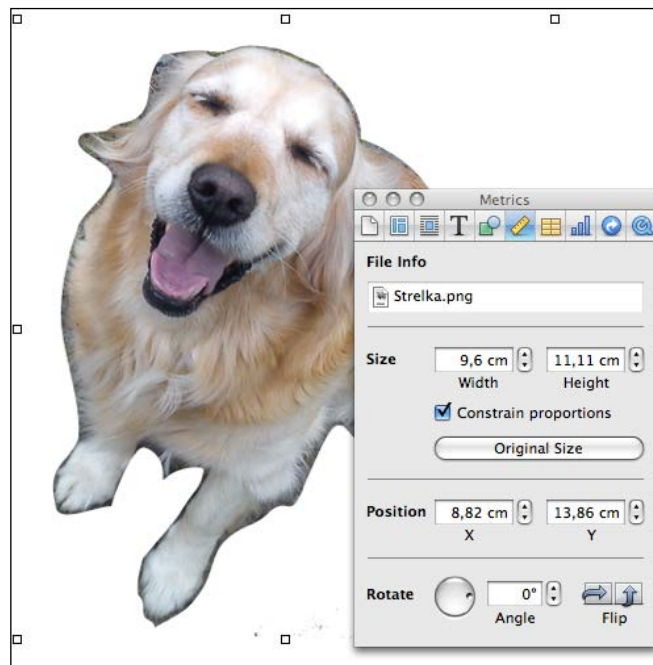 Metrics
T
File Info
Strelka.png
Size 9,6 cm 11,11 cm
Width Height
Constrain proportions
Original Size
Position 8,82 cm 13,86 cm
X Y
Rotate 0°
Angle Flip